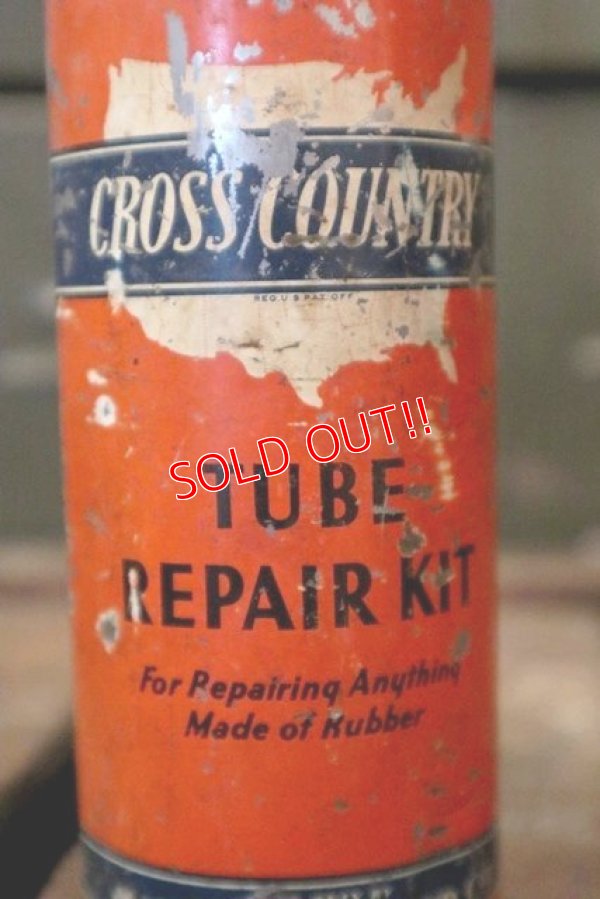 CROSS COUNTRY
REG. U S PAT. OFF.
SOLD OUT!!
TUBE
REPAIR KIT
For Repairing Anything
Made of Rubber